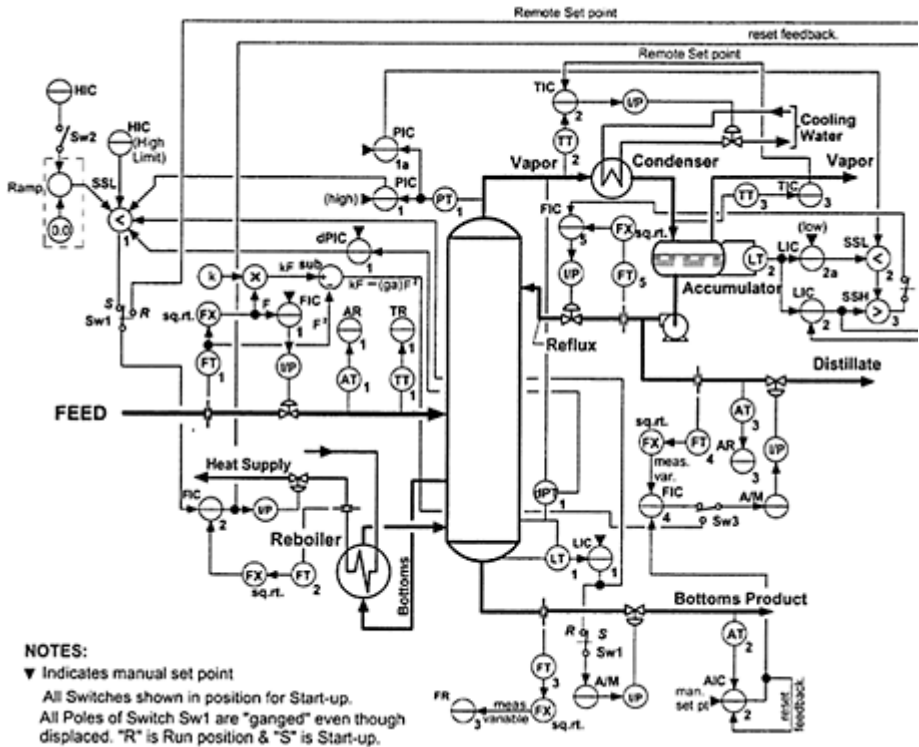 Remote Set point
reset feedback.
Remote Set point
HIC
Sw2
HIC
(High
Limit)
Ramp
SSL
0.0
<
1
PIC
1a
PIC
(high)
1
PT
1
dPIC
1
TIC
2
I/P
TT
2
Cooling
Water
Vapor
Condenser
Vapor
TT
3
TIC
3
FIC
5
FX
sq.rt.
I/P
FT
5
LT
2
LIC
(low)
2a
SSL
<
2
Accumulator
LIC
2
SSH
>
3
k
×
kF
sub.
-
kF-(ga)F²
F
F²
S
Sw1
R
sq.rt.
FX
FIC
1
FT
1
I/P
AR
1
AT
1
TR
1
TT
1
Reflux
Distillate
FEED
Heat Supply
FIC
2
I/P
Reboiler
FX
sq.rt.
FT
2
Bottoms
dPT
1
LT
1
LIC
1
sq.rt.
FX
FT
4
meas.
var.
AT
3
AR
3
I/P
FIC
4
Sw3
A/M
Bottoms Product
R
S
Sw1
A/M
I/P
FT
3
FR
3
meas
variable
FX
sq.rt.
AT
2
AIC
man.
set pt
2
reset
feedback.
NOTES:
▼ Indicates manual set point
All Switches shown in position for Start-up.
All Poles of Switch Sw1 are "ganged" even though
displaced. "R" is Run position & "S" is Start-up.